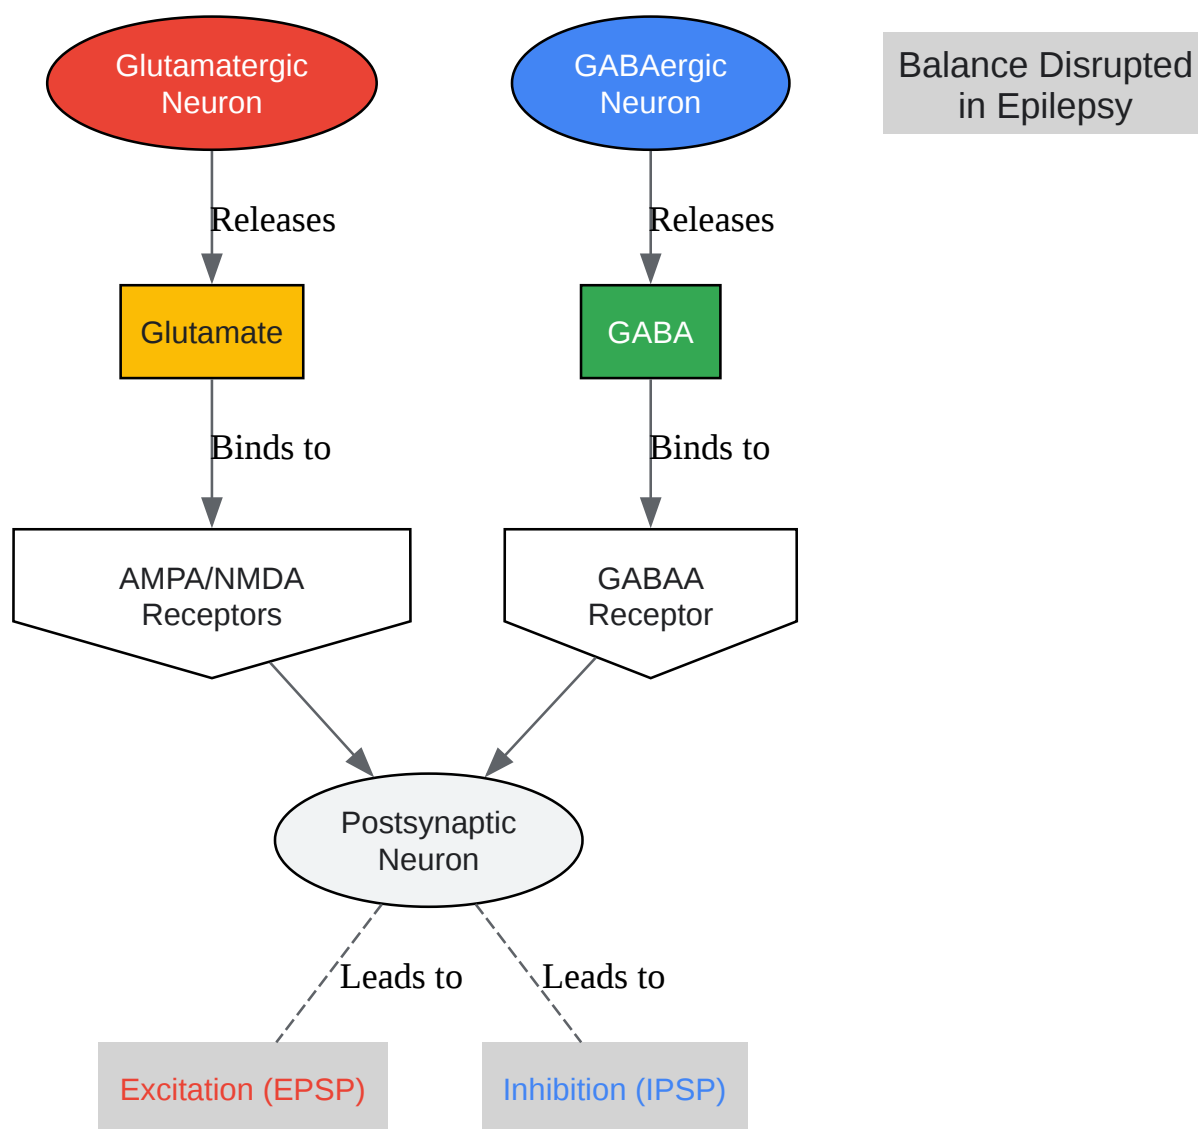 Glutamatergic
Neuron
GABAergic
Neuron
Balance Disrupted
in Epilepsy
Releases
Releases
Glutamate
GABA
Binds to
Binds to
AMPA/NMDA
Receptors
GABAA
Receptor
Postsynaptic
Neuron
Leads to
Leads to
Excitation (EPSP)
Inhibition (IPSP)